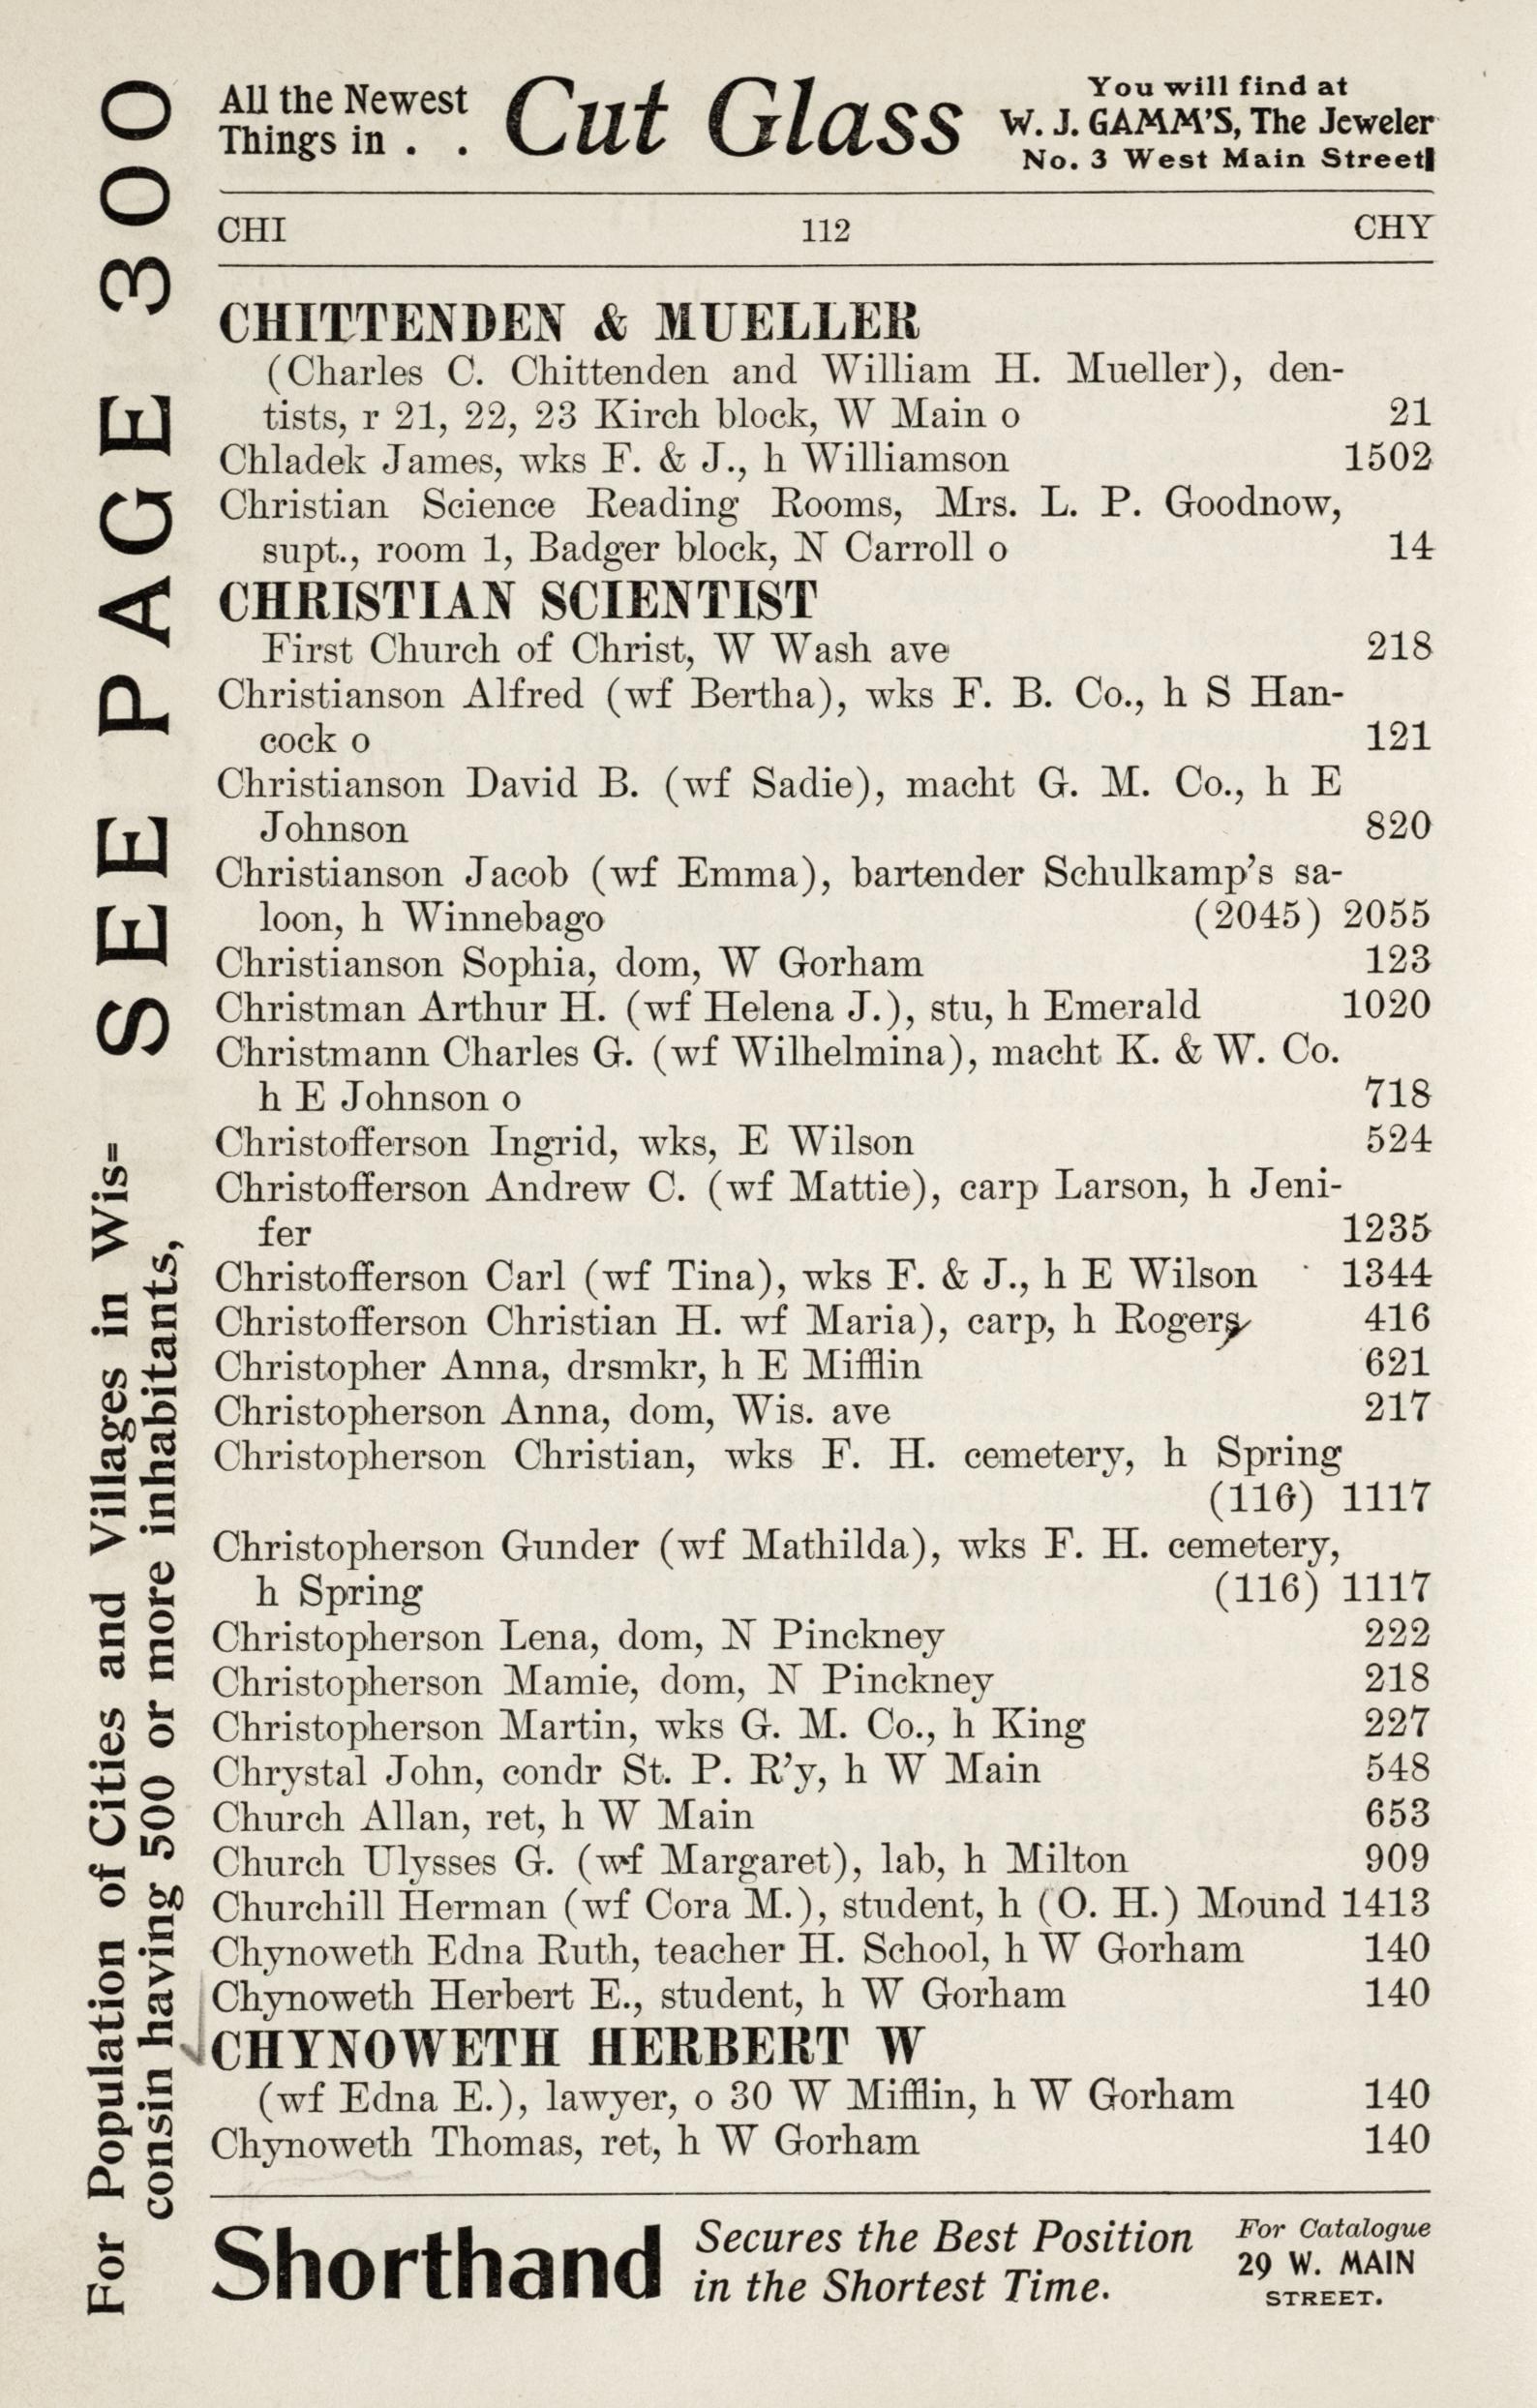 All the Newest
Things in . . Cut Glass
You will find at
W. J. GAMM'S, The Jeweler
No. 3 West Main Street
CHI 112 CHY
CHITTENDEN & MUELLER
(Charles C. Chittenden and William H. Mueller), den-
tists, r 21, 22, 23 Kirch block, W Main o 21
Chladek James, wks F. & J., h Williamson 1502
Christian Science Reading Rooms, Mrs. L. P. Goodnow,
supt., room 1, Badger block, N Carroll o 14
CHRISTIAN SCIENTIST
First Church of Christ, W Wash ave 218
Christianson Alfred (wf Bertha), wks F. B. Co., h S Han-
cock o 121
Christianson David B. (wf Sadie), macht G. M. Co., h E
Johnson 820
Christianson Jacob (wf Emma), bartender Schulkamp's sa-
loon, h Winnebago (2045) 2055
Christianson Sophia, dom, W Gorham 123
Christman Arthur H. (wf Helena J.), stu, h Emerald 1020
Christmann Charles G. (wf Wilhelmina), macht K. & W. Co.
h E Johnson o 718
Christofferson Ingrid, wks, E Wilson 524
Christofferson Andrew C. (wf Mattie), carp Larson, h Jeni-
fer 1235
Christofferson Carl (wf Tina), wks F. & J., h E Wilson 1344
Christofferson Christian H. wf Maria), carp, h Rogers 416
Christopher Anna, drsmkr, h E Mifflin 621
Christopherson Anna, dom, Wis. ave 217
Christopherson Christian, wks F. H. cemetery, h Spring
(116) 1117
Christopherson Gunder (wf Mathilda), wks F. H. cemetery,
h Spring (116) 1117
Christopherson Lena, dom, N Pinckney 222
Christopherson Mamie, dom, N Pinckney 218
Christopherson Martin, wks G. M. Co., h King 227
Chrystal John, condr St. P. R'y, h W Main 548
Church Allan, ret, h W Main 653
Church Ulysses G. (wf Margaret), lab, h Milton 909
Churchill Herman (wf Cora M.), student, h (O. H.) Mound 1413
Chynoweth Edna Ruth, teacher H. School, h W Gorham 140
Chynoweth Herbert E., student, h W Gorham 140
CHYNOWETH HERBERT W
(wf Edna E.), lawyer, o 30 W Mifflin, h W Gorham 140
Chynoweth Thomas, ret, h W Gorham 140
Shorthand
Secures the Best Position
in the Shortest Time.
For Catalogue
29 W. MAIN
STREET.
For Population of Cities and Villages in Wis=
consin having 500 or more inhabitants,
SEE PAGE 300